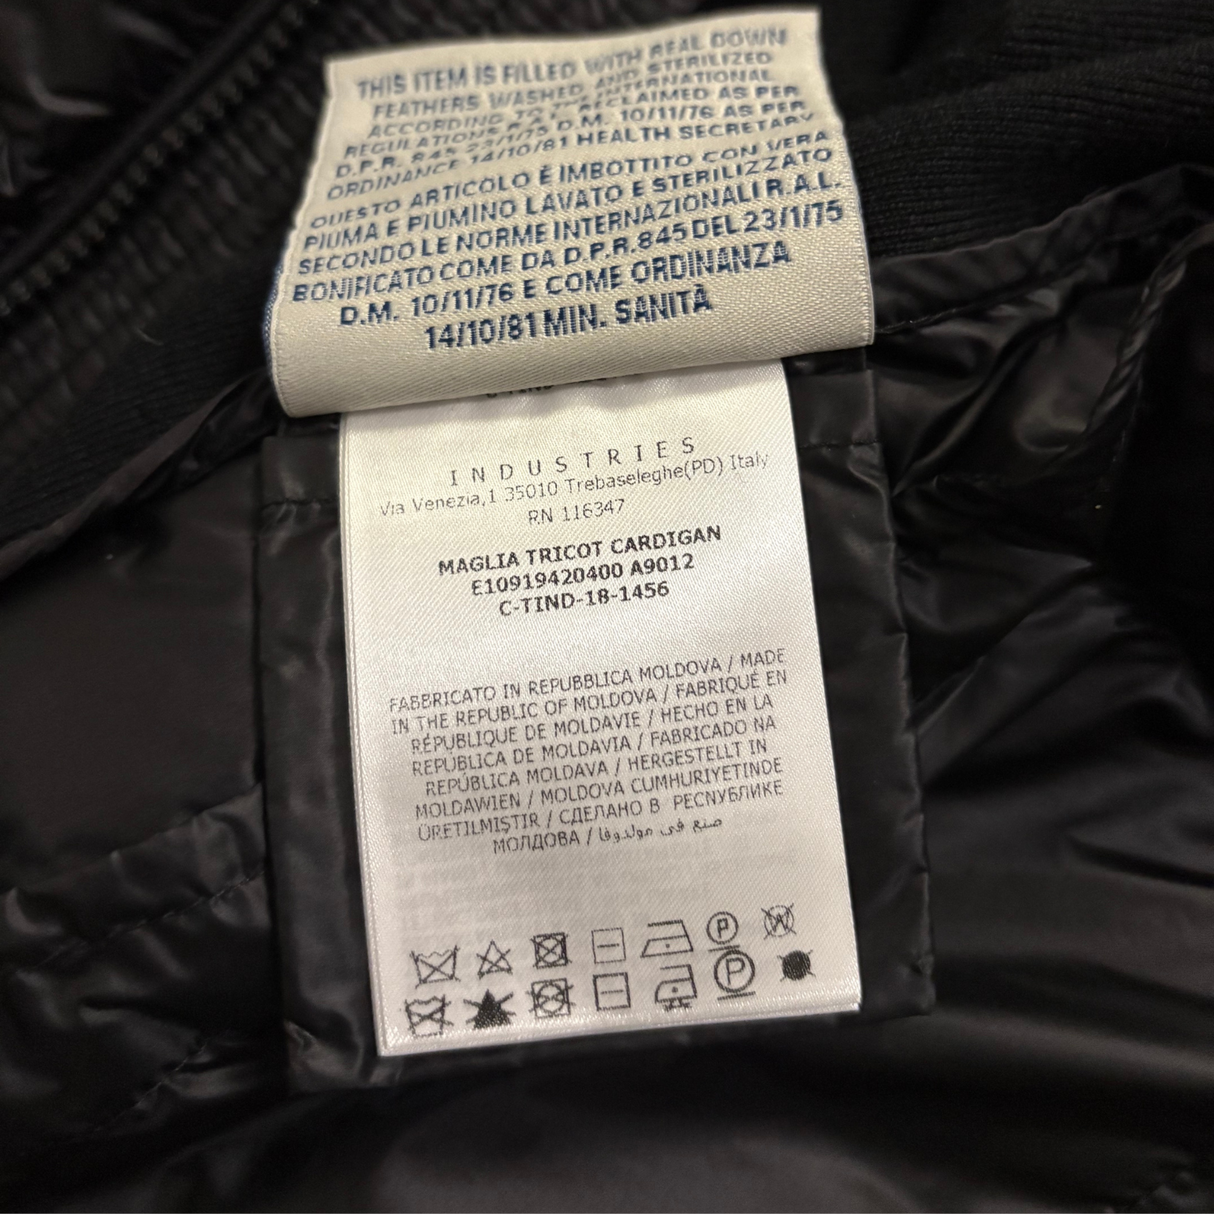 THIS ITEM IS FILLED WITH REAL DOWN
FEATHERS WASHED AND STERILIZED
ACCORDING TO THE INTERNATIONAL
REGULATIONS R.A.L. RECLAIMED AS PER
D.P.R. 845 23/1/75 D.M. 10/11/76 AS PER
ORDINANCE 14/10/81 HEALTH SECRETARY
QUESTO ARTICOLO È IMBOTTITO CON VERA
PIUMA E PIUMINO LAVATO E STERILIZZATO
SECONDO LE NORME INTERNAZIONALI R.A.L.
BONIFICATO COME DA D.P.R.845 DEL 23/1/75
D.M. 10/11/76 E COME ORDINANZA
14/10/81 MIN. SANITÀ
INDUSTRIES
Via Venezia,1 35010 Trebaseleghe(PD) Italy
RN 116347
MAGLIA TRICOT CARDIGAN
E10919420400 A9012
C-TIND-18-1456
FABBRICATO IN REPUBBLICA MOLDOVA / MADE
IN THE REPUBLIC OF MOLDOVA / FABRIQUÉ EN
RÉPUBLIQUE DE MOLDAVIE / HECHO EN LA
REPUBLICA DE MOLDAVIA / FABRICADO NA
REPÚBLICA MOLDAVA / HERGESTELLT IN
MOLDAWIEN / MOLDOVA CUMHURIYETINDE
ÜRETILMIŞTIR / СДЕЛАНО В РЕСПУБЛИКЕ
МОЛДОВА / صنع في مولدوفا
P
W
P